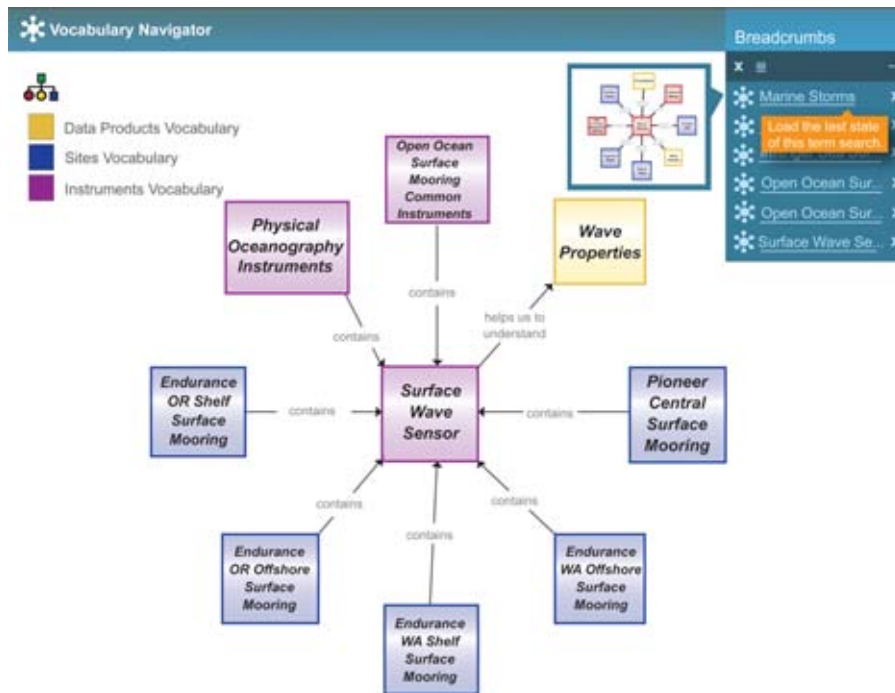 Vocabulary Navigator
Breadcrumbs
x
Marine Storms
Load the last state
of this term search.
Open Ocean Sur...
Open Ocean Sur...
Surface Wave Se...
Data Products Vocabulary
Sites Vocabulary
Instruments Vocabulary
Open Ocean
Surface
Mooring
Common
Instruments
Physical
Oceanography
Instruments
Wave
Properties
contains
contains
helps us to
understand
Endurance
OR Shelf
Surface
Mooring
contains
Surface
Wave
Sensor
contains
Pioneer
Central
Surface
Mooring
contains
contains
contains
Endurance
OR Offshore
Surface
Mooring
Endurance
WA Shelf
Surface
Mooring
Endurance
WA Offshore
Surface
Mooring